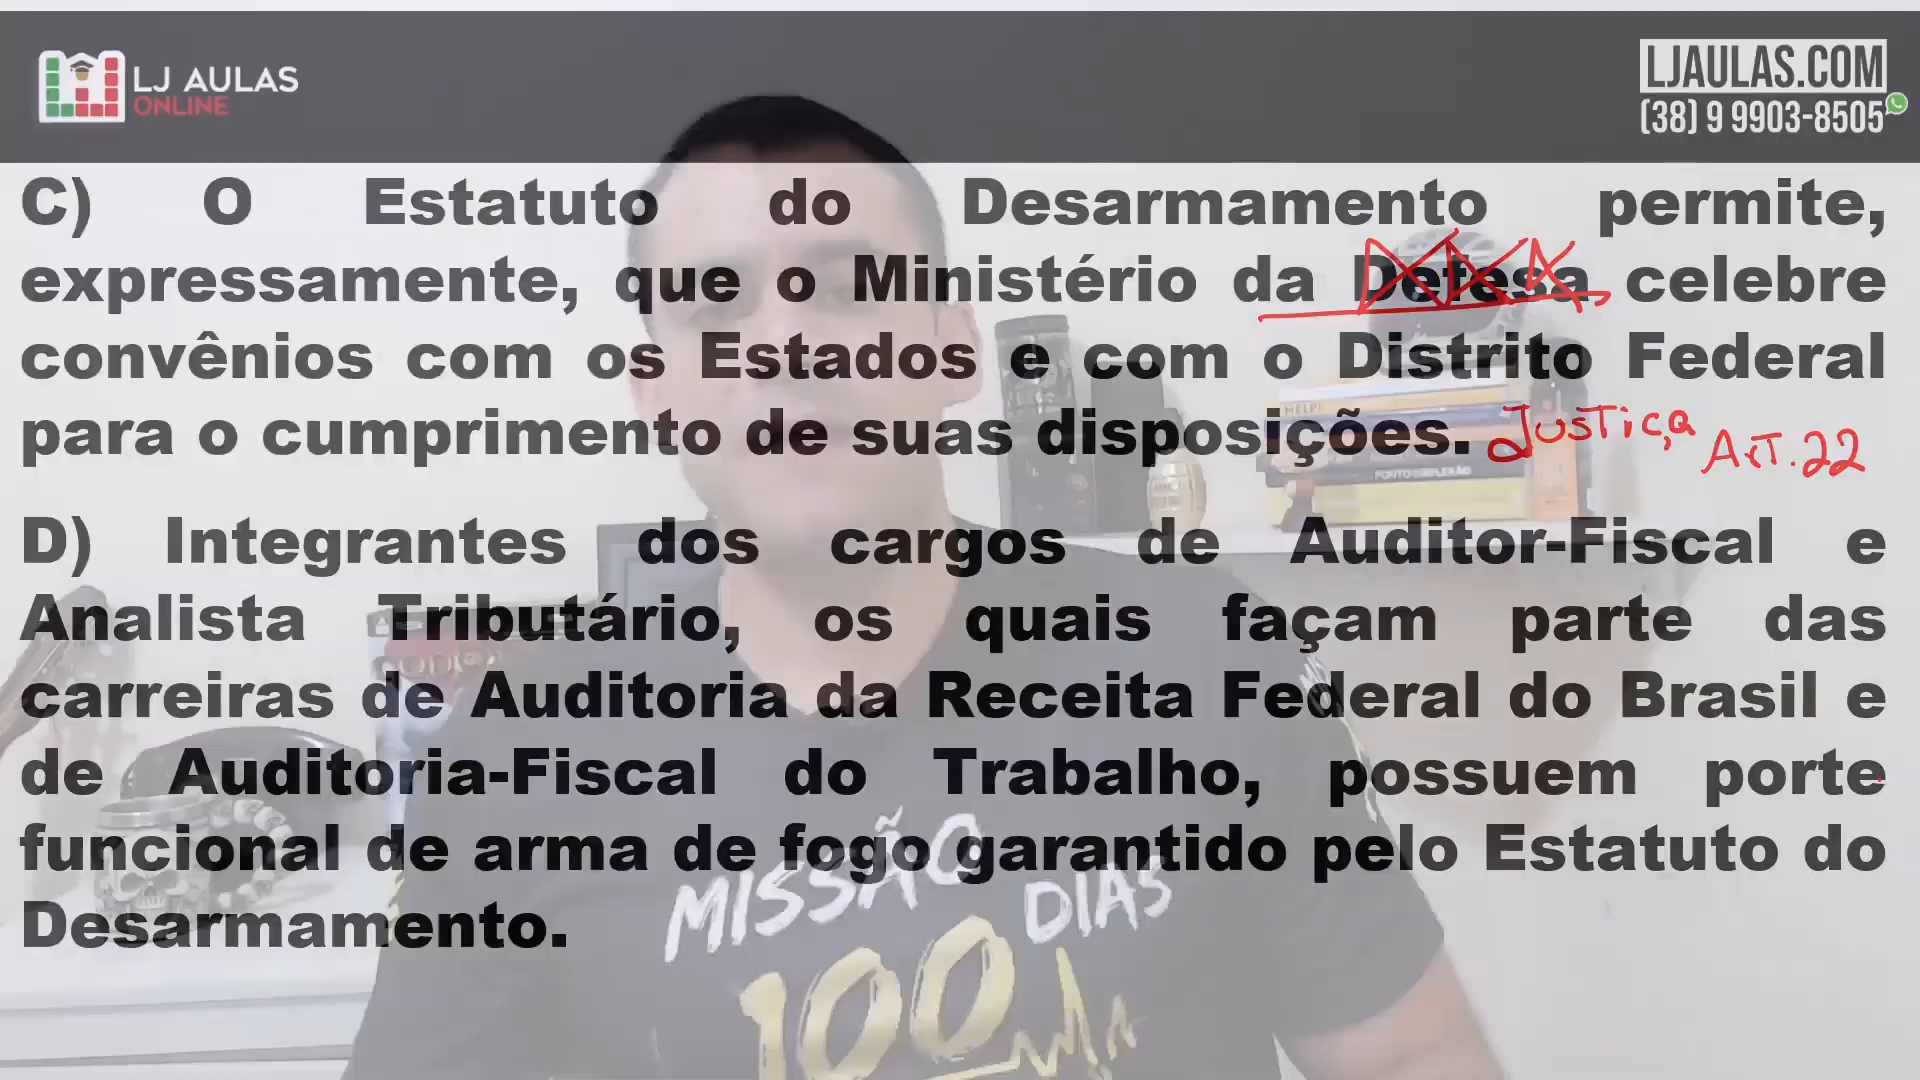 LJ AULAS
ONLINE
LJAULAS.COM
(38) 9 9903-8505
C) O Estatuto do Desarmamento permite,
expressamente, que o Ministério da Defesa celebre
convênios com os Estados e com o Distrito Federal
para o cumprimento de suas disposições. Justiça Art. 22
D) Integrantes dos cargos de Auditor-Fiscal e
Analista Tributário, os quais façam parte das
carreiras de Auditoria da Receita Federal do Brasil e
de Auditoria-Fiscal do Trabalho, possuem porte
funcional de arma de fogo garantido pelo Estatuto do
Desarmamento.
MISSÃO
100 DIAS